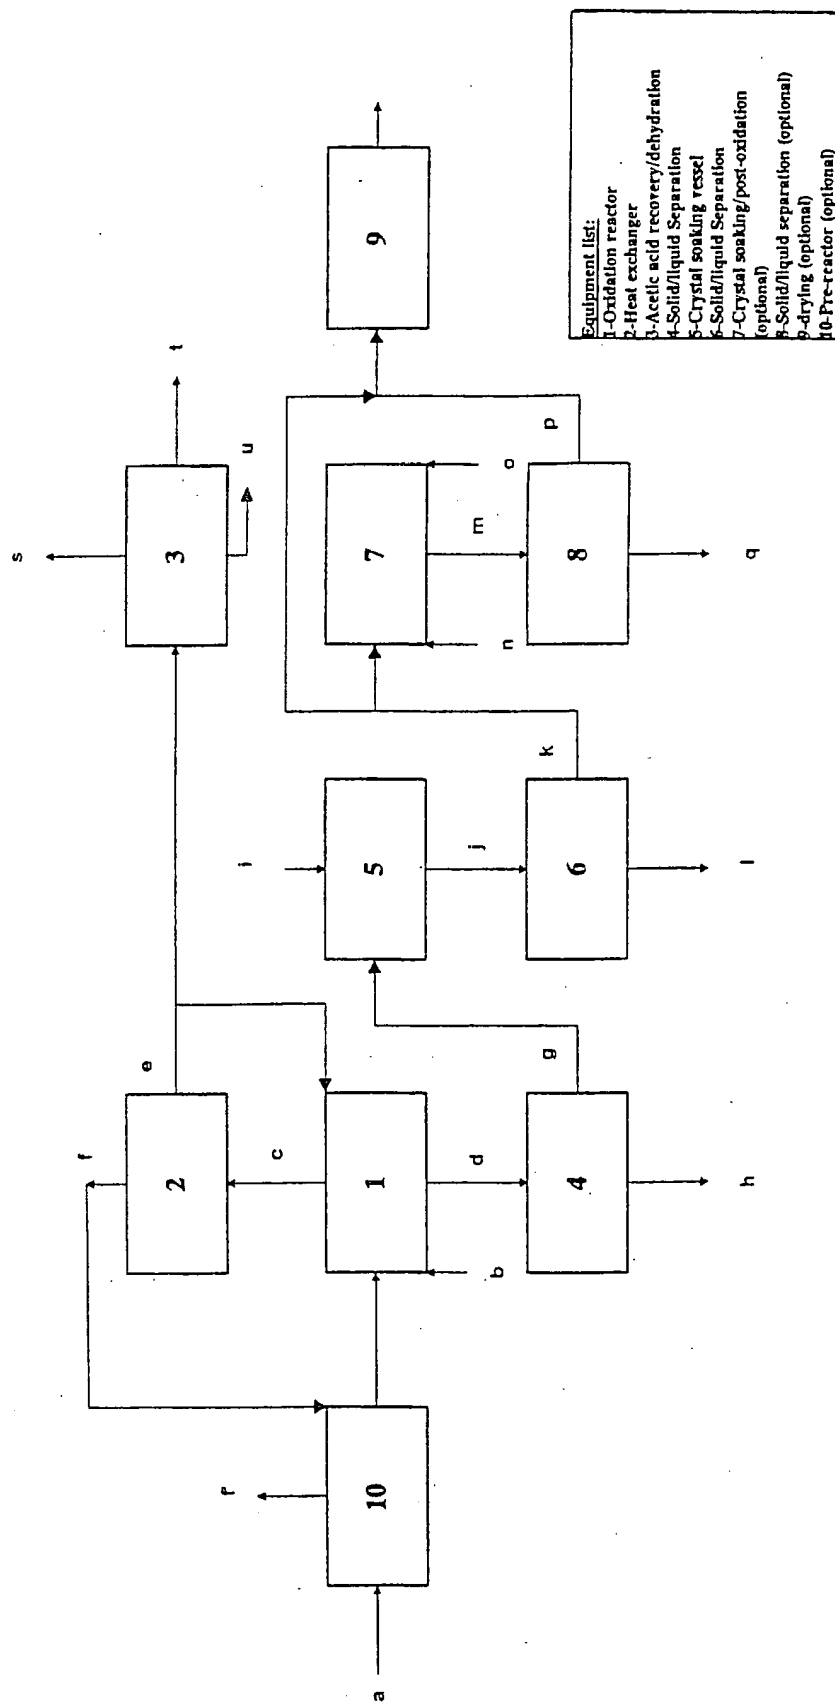 s
f
e
2
3
t
r
i
u
c
a
10
1
5
7
9
d
j
m
b
n
o
g
k
p
4
6
8
h
l
q
Equipment list:
1-Oxidation reactor
2-Heat exchanger
3-Acetic acid recovery/dehydration
4-Solid/liquid Separation
5-Crystal soaking vessel
6-Solid/liquid Separation
7-Crystal soaking/post-oxidation
(optional)
8-Solid/liquid separation (optional)
9-drying (optional)
10-Pre-reactor (optional)